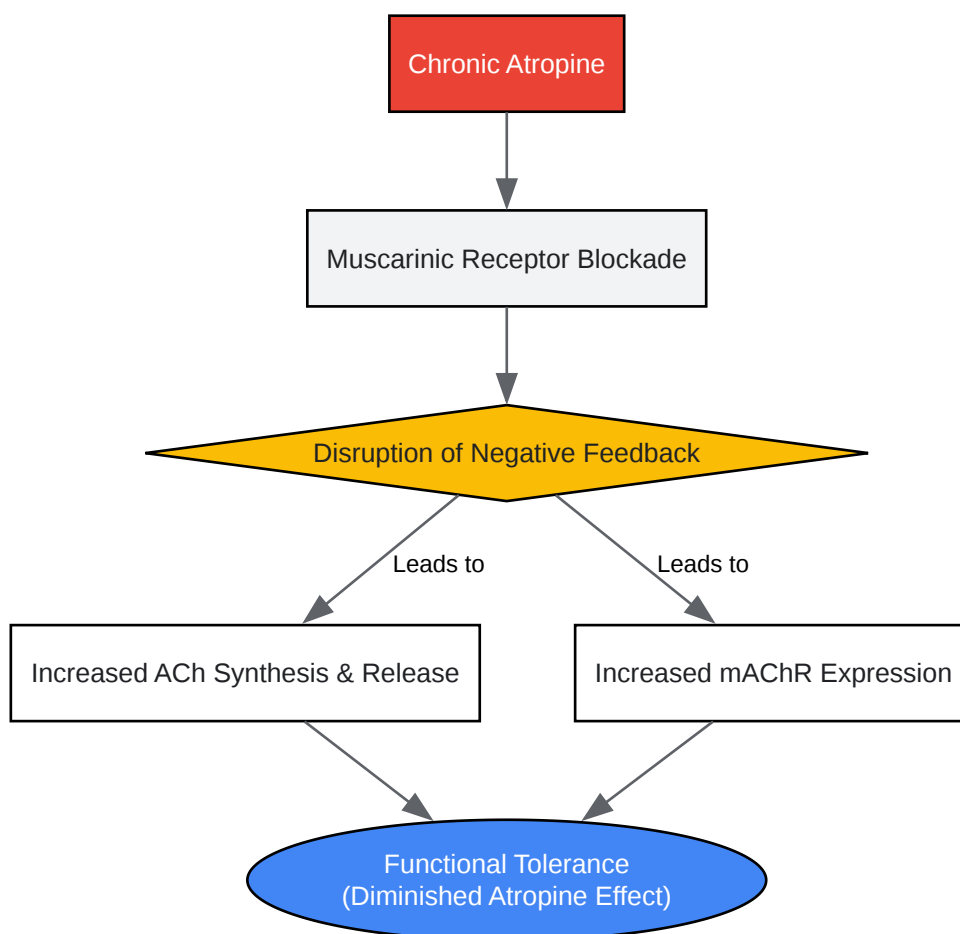 Chronic Atropine
Muscarinic Receptor Blockade
Disruption of Negative Feedback
Leads to
Leads to
Increased ACh Synthesis & Release
Increased mAChR Expression
Functional Tolerance
(Diminished Atropine Effect)